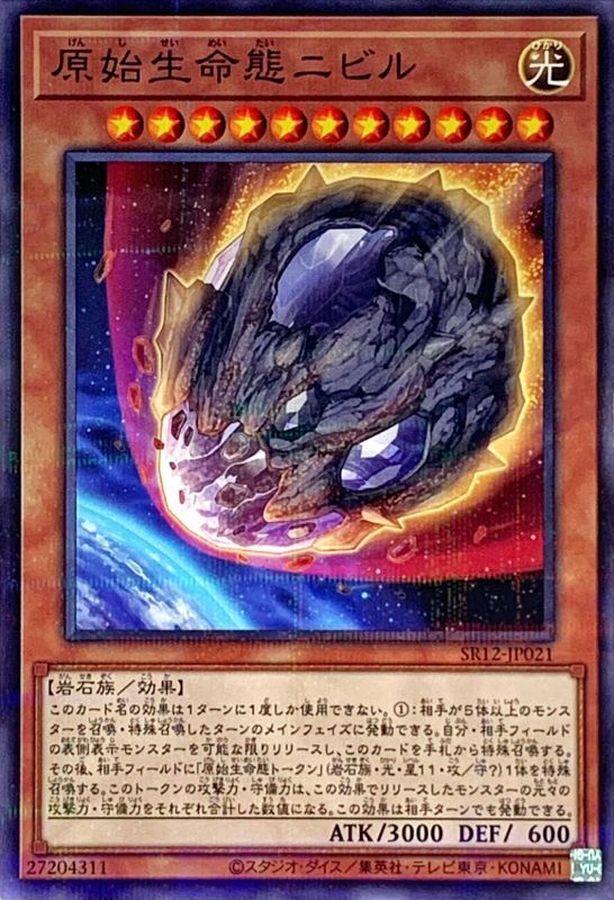 原始生命態ニビル
光
SR12-JP021
【岩石族／効果】
このカード名の効果は1ターンに1度しか使用できない。①：相手が5体以上のモンス
ターを召喚・特殊召喚したターンのメインフェイズに発動できる。自分・相手フィールド
の表側表示モンスターを可能な限りリリースし、このカードを手札から特殊召喚する。
その後、相手フィールドに「原始生命態トークン」(岩石族・光・星11・攻／守?)1体を特殊
召喚する。このトークンの攻撃力・守備力は、この効果でリリースしたモンスターの元々の
攻撃力・守備力をそれぞれ合計した数値になる。この効果は相手ターンでも発動できる。
ATK/3000 DEF/ 600
27204311
©スタジオ・ダイス／集英社・テレビ東京・KONAMI